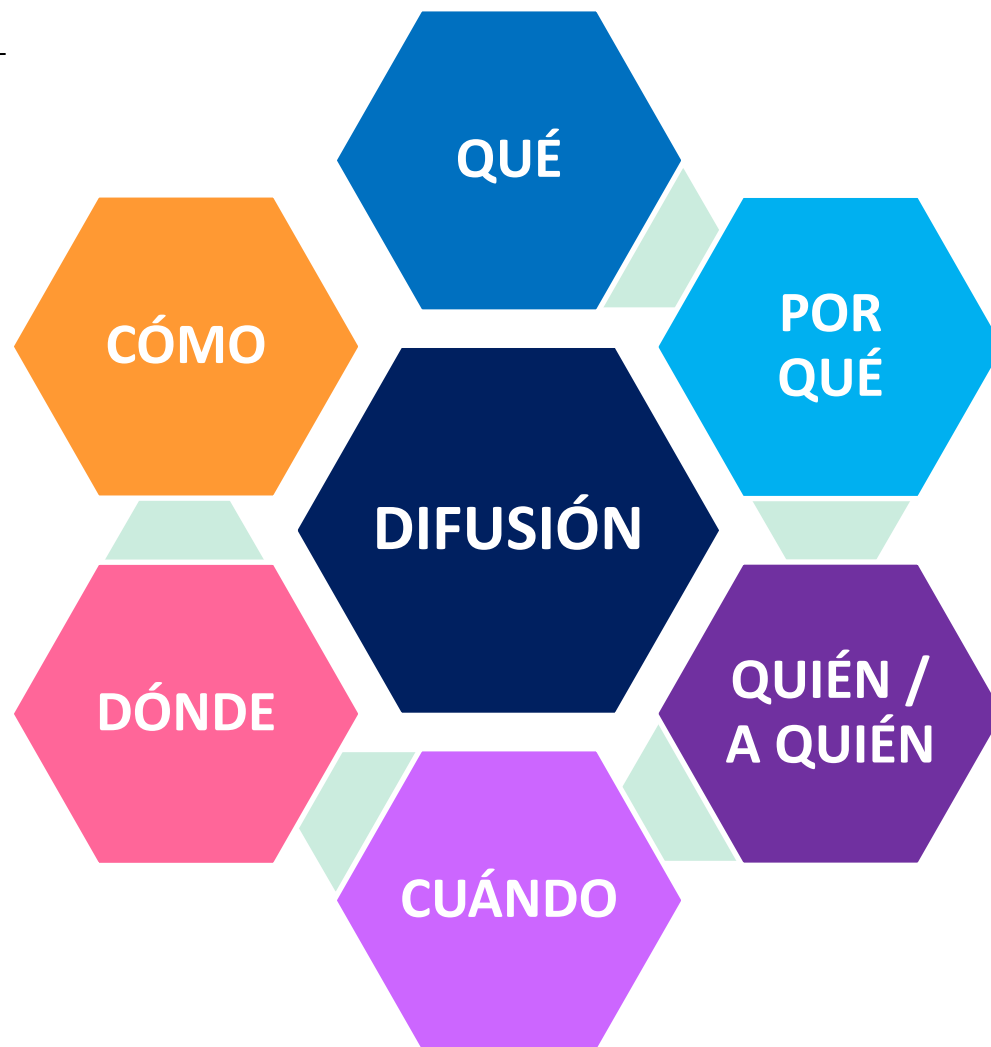 QUÉ
POR
QUÉ
QUIÉN /
A QUIÉN
CUÁNDO
DÓNDE
CÓMO
DIFUSIÓN